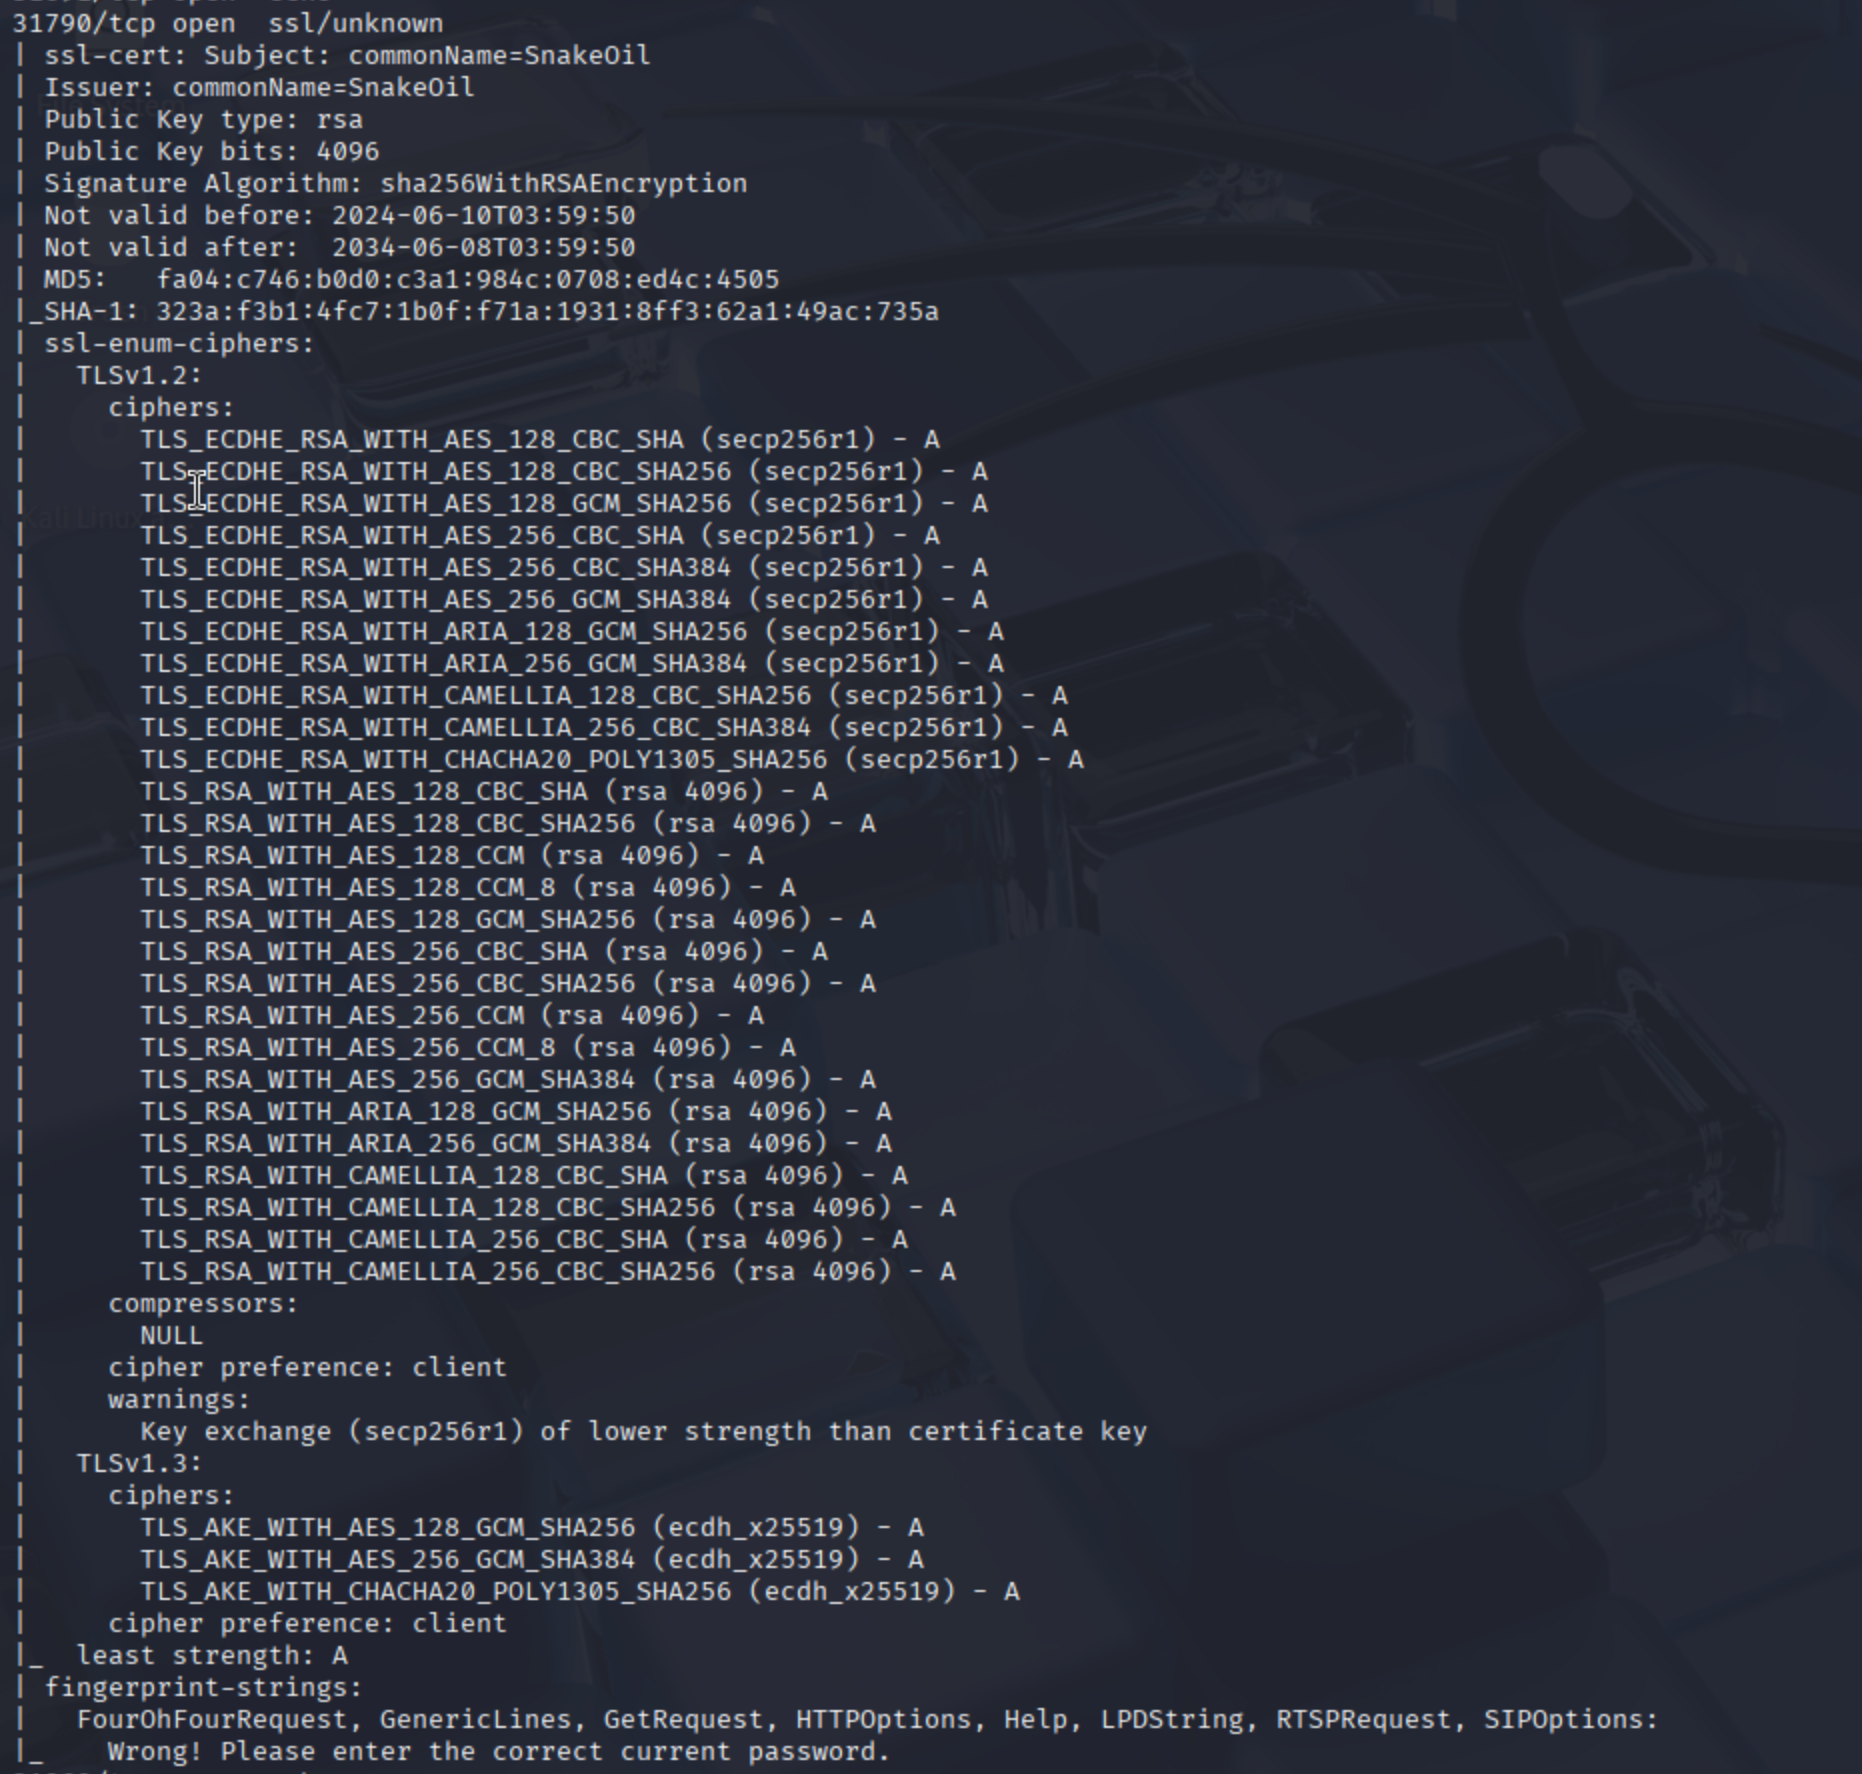 31790/tcp open  ssl/unknown
| ssl-cert: Subject: commonName=SnakeOil
| Issuer: commonName=SnakeOil
| Public Key type: rsa
| Public Key bits: 4096
| Signature Algorithm: sha256WithRSAEncryption
| Not valid before: 2024-06-10T03:59:50
| Not valid after:  2034-06-08T03:59:50
| MD5:   fa04:c746:b0d0:c3a1:984c:0708:ed4c:4505
|_SHA-1: 323a:f3b1:4fc7:1b0f:f71a:1931:8ff3:62a1:49ac:735a
| ssl-enum-ciphers:
|   TLSv1.2:
|     ciphers:
|       TLS_ECDHE_RSA_WITH_AES_128_CBC_SHA (secp256r1) - A
|       TLS_ECDHE_RSA_WITH_AES_128_CBC_SHA256 (secp256r1) - A
|       TLS_ECDHE_RSA_WITH_AES_128_GCM_SHA256 (secp256r1) - A
|       TLS_ECDHE_RSA_WITH_AES_256_CBC_SHA (secp256r1) - A
|       TLS_ECDHE_RSA_WITH_AES_256_CBC_SHA384 (secp256r1) - A
|       TLS_ECDHE_RSA_WITH_AES_256_GCM_SHA384 (secp256r1) - A
|       TLS_ECDHE_RSA_WITH_ARIA_128_GCM_SHA256 (secp256r1) - A
|       TLS_ECDHE_RSA_WITH_ARIA_256_GCM_SHA384 (secp256r1) - A
|       TLS_ECDHE_RSA_WITH_CAMELLIA_128_CBC_SHA256 (secp256r1) - A
|       TLS_ECDHE_RSA_WITH_CAMELLIA_256_CBC_SHA384 (secp256r1) - A
|       TLS_ECDHE_RSA_WITH_CHACHA20_POLY1305_SHA256 (secp256r1) - A
|       TLS_RSA_WITH_AES_128_CBC_SHA (rsa 4096) - A
|       TLS_RSA_WITH_AES_128_CBC_SHA256 (rsa 4096) - A
|       TLS_RSA_WITH_AES_128_CCM (rsa 4096) - A
|       TLS_RSA_WITH_AES_128_CCM_8 (rsa 4096) - A
|       TLS_RSA_WITH_AES_128_GCM_SHA256 (rsa 4096) - A
|       TLS_RSA_WITH_AES_256_CBC_SHA (rsa 4096) - A
|       TLS_RSA_WITH_AES_256_CBC_SHA256 (rsa 4096) - A
|       TLS_RSA_WITH_AES_256_CCM (rsa 4096) - A
|       TLS_RSA_WITH_AES_256_CCM_8 (rsa 4096) - A
|       TLS_RSA_WITH_AES_256_GCM_SHA384 (rsa 4096) - A
|       TLS_RSA_WITH_ARIA_128_GCM_SHA256 (rsa 4096) - A
|       TLS_RSA_WITH_ARIA_256_GCM_SHA384 (rsa 4096) - A
|       TLS_RSA_WITH_CAMELLIA_128_CBC_SHA (rsa 4096) - A
|       TLS_RSA_WITH_CAMELLIA_128_CBC_SHA256 (rsa 4096) - A
|       TLS_RSA_WITH_CAMELLIA_256_CBC_SHA (rsa 4096) - A
|       TLS_RSA_WITH_CAMELLIA_256_CBC_SHA256 (rsa 4096) - A
|     compressors:
|       NULL
|     cipher preference: client
|     warnings:
|       Key exchange (secp256r1) of lower strength than certificate key
|   TLSv1.3:
|     ciphers:
|       TLS_AKE_WITH_AES_128_GCM_SHA256 (ecdh_x25519) - A
|       TLS_AKE_WITH_AES_256_GCM_SHA384 (ecdh_x25519) - A
|       TLS_AKE_WITH_CHACHA20_POLY1305_SHA256 (ecdh_x25519) - A
|     cipher preference: client
|_  least strength: A
| fingerprint-strings:
|   FourOhFourRequest, GenericLines, GetRequest, HTTPOptions, Help, LPDString, RTSPRequest, SIPOptions:
|_    Wrong! Please enter the correct current password.